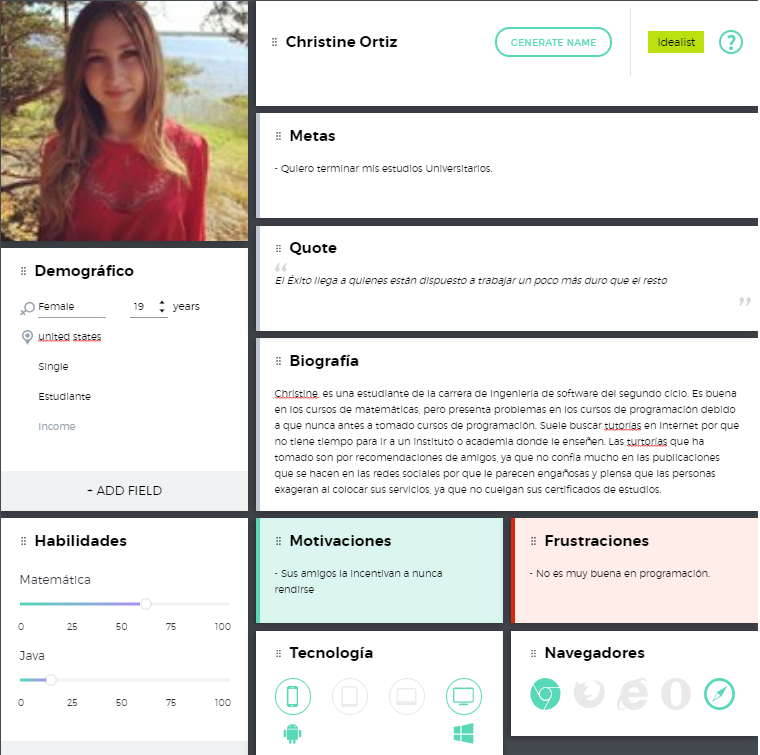 Christine Ortiz
GENERATE NAME
Idealist
?
Metas
- Quiero terminar mis estudios Universitarios.
Quote
“
El Éxito llega a quienes están dispuesto a trabajar un poco más duro que el resto
”
Demográfico
Female 19 years
united states
Single
Estudiante
Income
+ ADD FIELD
Biografía
Christine, es una estudiante de la carrera de ingeniería de software del segundo ciclo. Es buena
en los cursos de matemáticas, pero presenta problemas en los cursos de programación debido
a que nunca antes a tomado cursos de programación. Suele buscar tutorías en internet por que
no tiene tiempo para ir a un instituto o academia donde le enseñen. Las turtorías que ha
tomado son por recomendaciones de amigos, ya que no confía mucho en las publicaciones
que se hacen en las redes sociales por que le parecen engañosas y piensa que las personas
exageran al colocar sus servicios, ya que no cuelgan sus certificados de estudios.
Habilidades
Matemática
0 25 50 75 100
Java
0 25 50 75 100
Motivaciones
- Sus amigos la incentivan a nunca
rendirse
Frustraciones
- No es muy buena en programación.
Tecnología
Navegadores